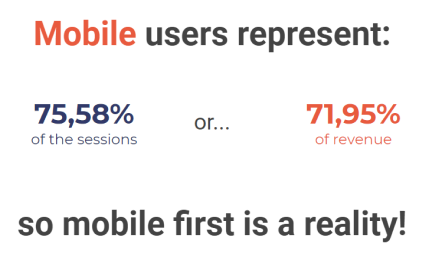 Mobile users represent:
75,58%
of the sessions
or...
71,95%
of revenue
so mobile first is a reality!